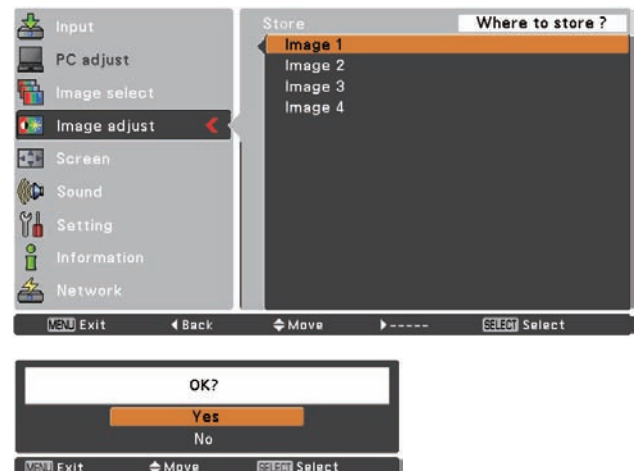 Input
PC adjust
Image select
Image adjust
Screen
Sound
Setting
Information
Network
Store
Where to store ?
Image 1
Image 2
Image 3
Image 4
MENU Exit
Back
Move
-----
SELECT Select
OK?
Yes
No
MENU Exit
Move
SELECT Select